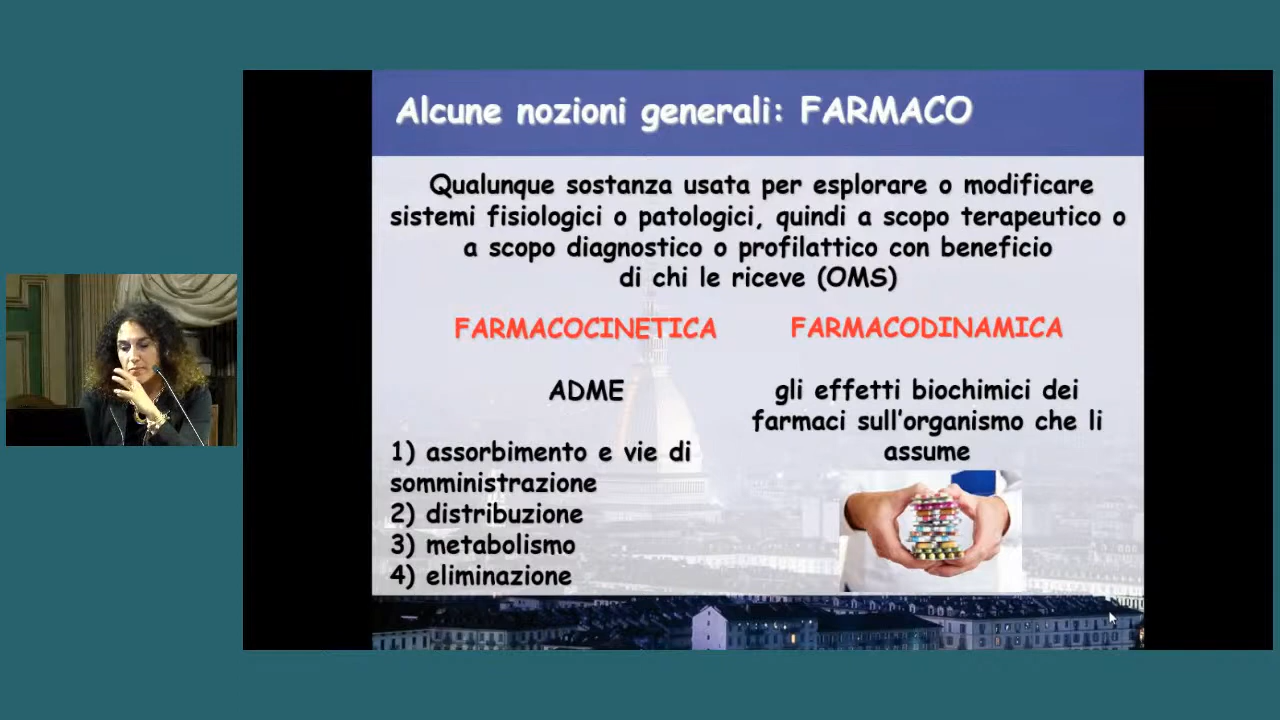 Alcune nozioni generali: FARMACO
Qualunque sostanza usata per esplorare o modificare
sistemi fisiologici o patologici, quindi a scopo terapeutico o
a scopo diagnostico o profilattico con beneficio
di chi le riceve (OMS)
FARMACOCINETICA
ADME
1) assorbimento e vie di
somministrazione
2) distribuzione
3) metabolismo
4) eliminazione
FARMACODINAMICA
gli effetti biochimici dei
farmaci sull'organismo che li
assume